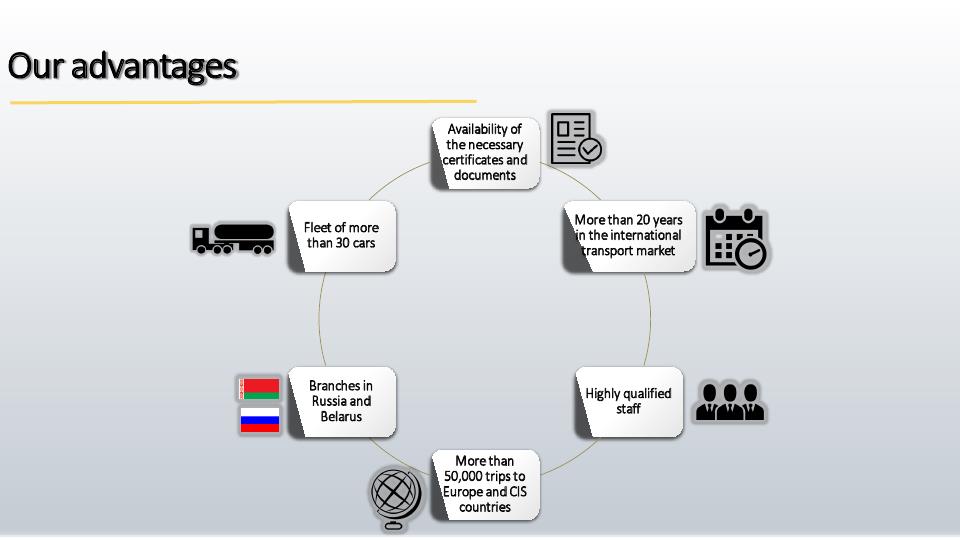 Our advantages
Availability of
the necessary
certificates and
documents
More than 20 years
in the international
transport market
Highly qualified
staff
More than
50,000 trips to
Europe and CIS
countries
Branches in
Russia and
Belarus
Fleet of more
than 30 cars